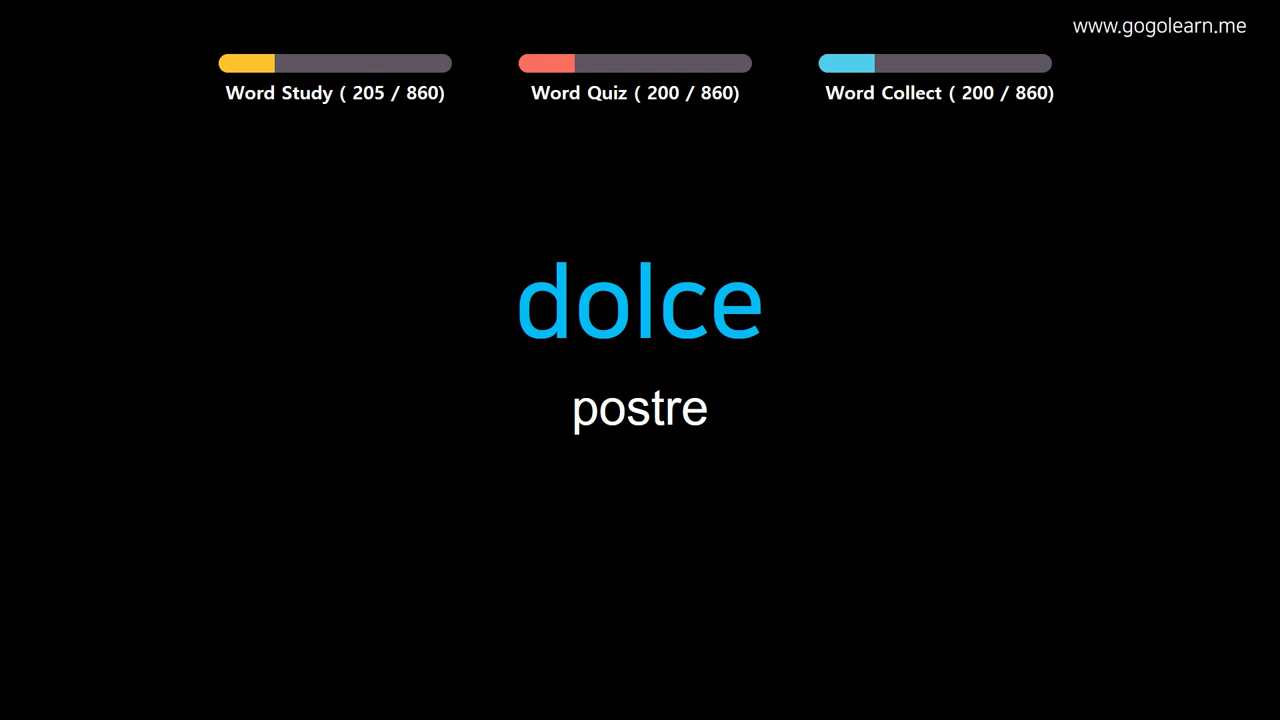 www.gogolearn.me
Word Study ( 205 / 860)
Word Quiz ( 200 / 860)
Word Collect ( 200 / 860)
dolce
postre